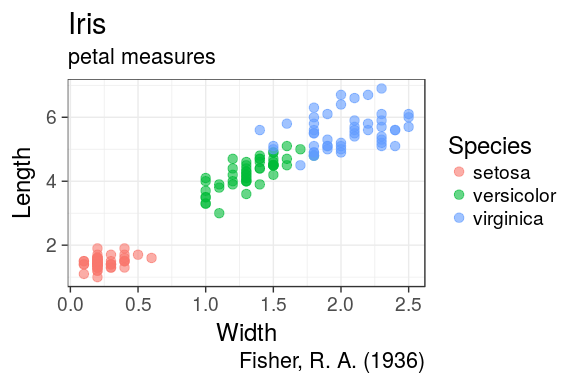 Iris
petal measures
6
4
2
Length
0.0 0.5 1.0 1.5 2.0 2.5
Width
Fisher, R. A. (1936)
Species
setosa
versicolor
virginica